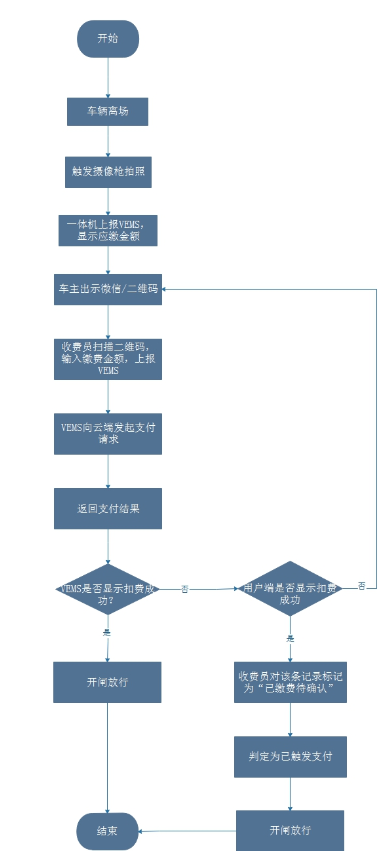 开始
车辆离场
触发摄像枪拍照
一体机上报VEMS，
显示应缴金额
车主出示微信/二维码
收费员扫描二维码，
输入缴费金额，上报
VEMS
VEMS向云端发起支付
请求
返回支付结果
VEMS是否显示扣费成
功？
否
用户端是否显示扣费
成功
否
是
是
开闸放行
收费员对该条记录标记
为“已缴费待确认”
判定为已触发支付
结束
开闸放行